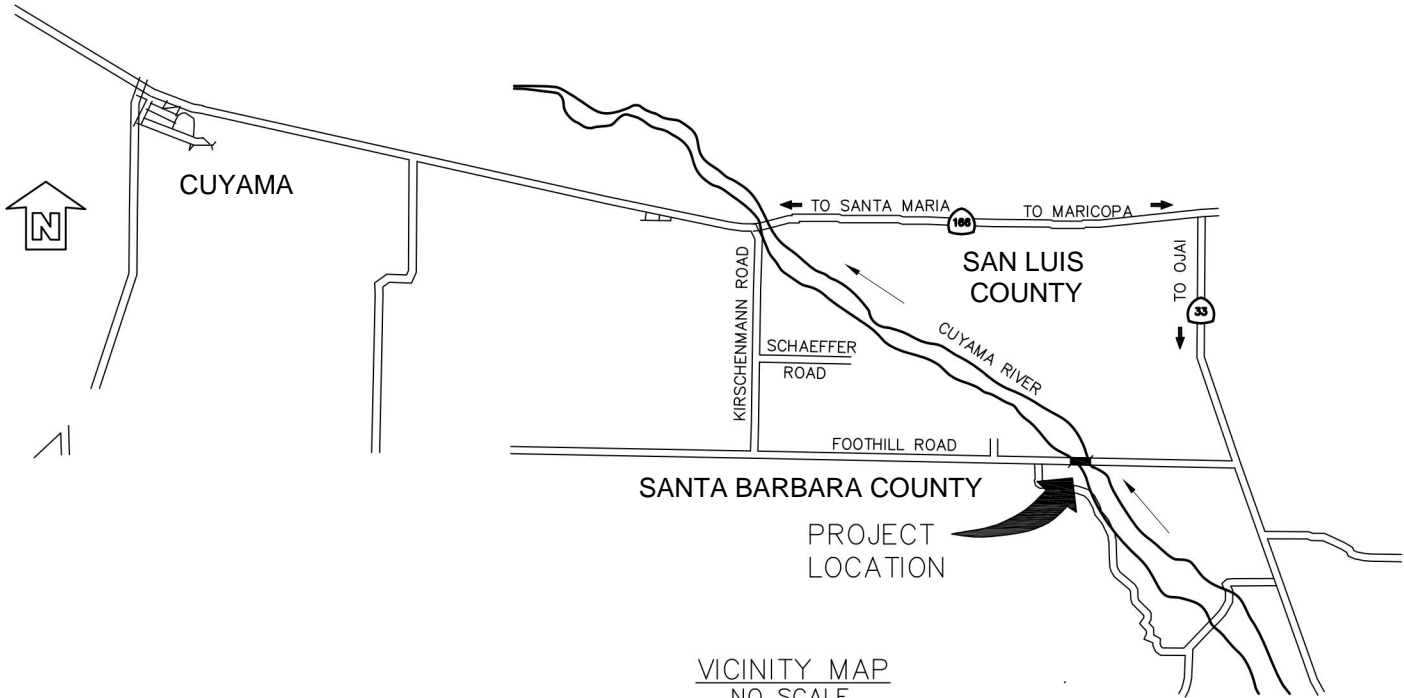 CUYAMA
N
TO SANTA MARIA
166
TO MARICOPA
SAN LUIS
COUNTY
TO OJAI
33
KIRSCHENMANN ROAD
SCHAEFFER
ROAD
CUYAMA RIVER
FOOTHILL ROAD
SANTA BARBARA COUNTY
PROJECT
LOCATION
VICINITY MAP
NO SCALE